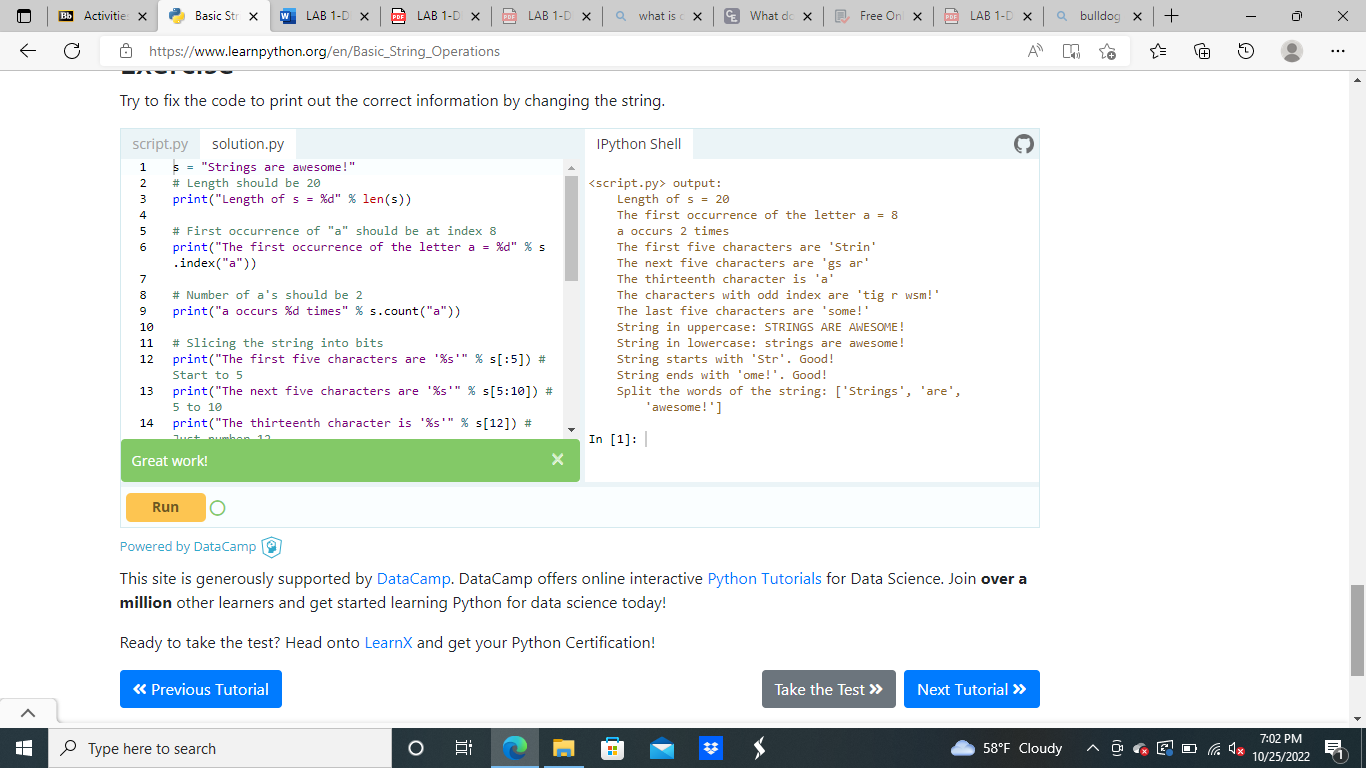 Bb Activities
Basic Str
LAB 1-D
LAB 1-D
LAB 1-D
what is c
CE What do
Free Onl
LAB 1-D
bulldog
https://www.learnpython.org/en/Basic_String_Operations
Exercise
Try to fix the code to print out the correct information by changing the string.
script.py solution.py
1 s = "Strings are awesome!"
2 # Length should be 20
3 print("Length of s = %d" % len(s))
4
5 # First occurrence of "a" should be at index 8
6 print("The first occurrence of the letter a = %d" % s
.index("a"))
7
8 # Number of a's should be 2
9 print("a occurs %d times" % s.count("a"))
10
11 # Slicing the string into bits
12 print("The first five characters are '%s'" % s[:5]) #
Start to 5
13 print("The next five characters are '%s'" % s[5:10]) #
5 to 10
14 print("The thirteenth character is '%s'" % s[12]) #
Just number 12
Great work!
Run
IPython Shell
<script.py> output:
Length of s = 20
The first occurrence of the letter a = 8
a occurs 2 times
The first five characters are 'Strin'
The next five characters are 'gs ar'
The thirteenth character is 'a'
The characters with odd index are 'tig r wsm!'
The last five characters are 'some!'
String in uppercase: STRINGS ARE AWESOME!
String in lowercase: strings are awesome!
String starts with 'Str'. Good!
String ends with 'ome!'. Good!
Split the words of the string: ['Strings', 'are',
'awesome!']
In [1]:
Powered by DataCamp
This site is generously supported by DataCamp. DataCamp offers online interactive Python Tutorials for Data Science. Join over a
million other learners and get started learning Python for data science today!
Ready to take the test? Head onto LearnX and get your Python Certification!
Previous Tutorial
Take the Test
Next Tutorial
Type here to search
58°F Cloudy
7:02 PM
10/25/2022
1